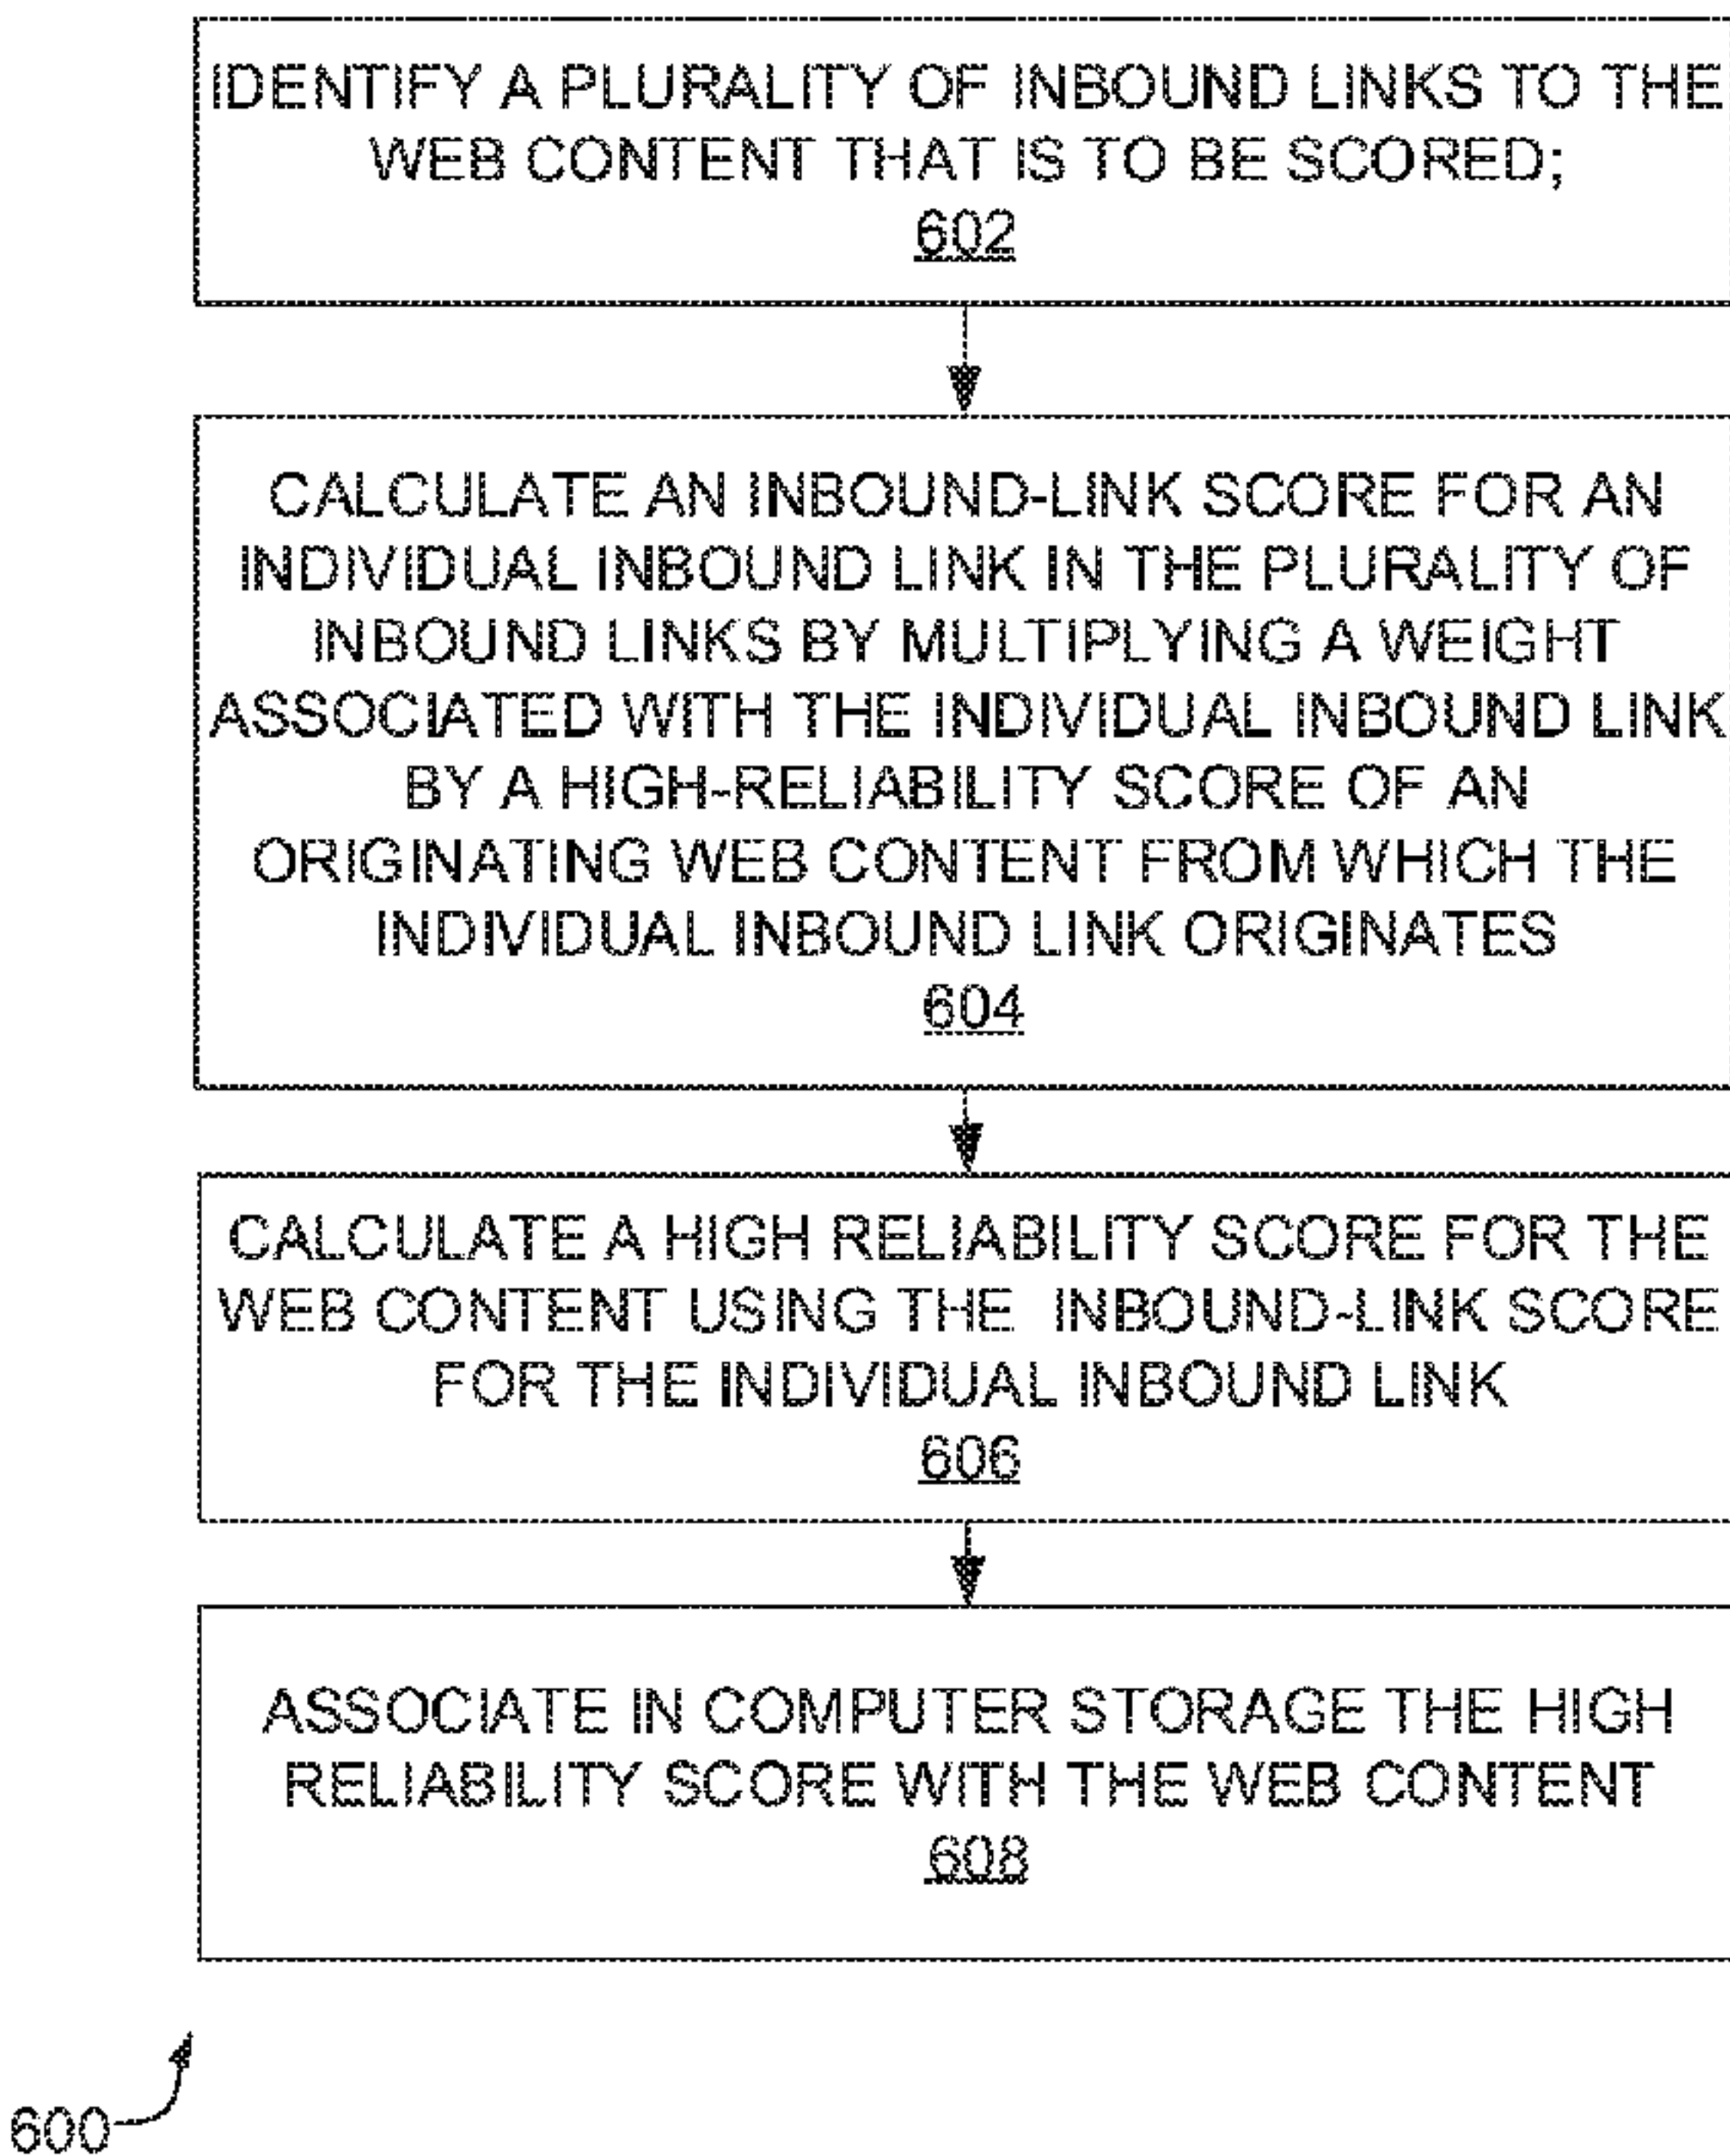 IDENTIFY A PLURALITY OF INBOUND LINKS TO THE
WEB CONTENT THAT IS TO BE SCORED;
602
CALCULATE AN INBOUND-LINK SCORE FOR AN
INDIVIDUAL INBOUND LINK IN THE PLURALITY OF
INBOUND LINKS BY MULTIPLYING A WEIGHT
ASSOCIATED WITH THE INDIVIDUAL INBOUND LINK
BY A HIGH-RELIABILITY SCORE OF AN
ORIGINATING WEB CONTENT FROM WHICH THE
INDIVIDUAL INBOUND LINK ORIGINATES
604
CALCULATE A HIGH RELIABILITY SCORE FOR THE
WEB CONTENT USING THE INBOUND-LINK SCORE
FOR THE INDIVIDUAL INBOUND LINK
606
ASSOCIATE IN COMPUTER STORAGE THE HIGH
RELIABILITY SCORE WITH THE WEB CONTENT
608
600